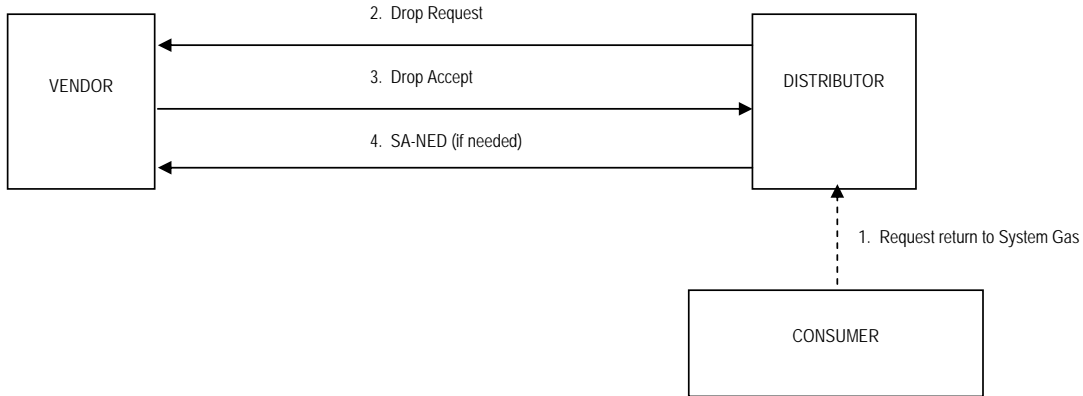 2. Drop Request
VENDOR
3. Drop Accept
DISTRIBUTOR
4. SA-NED (if needed)
1. Request return to System Gas
CONSUMER